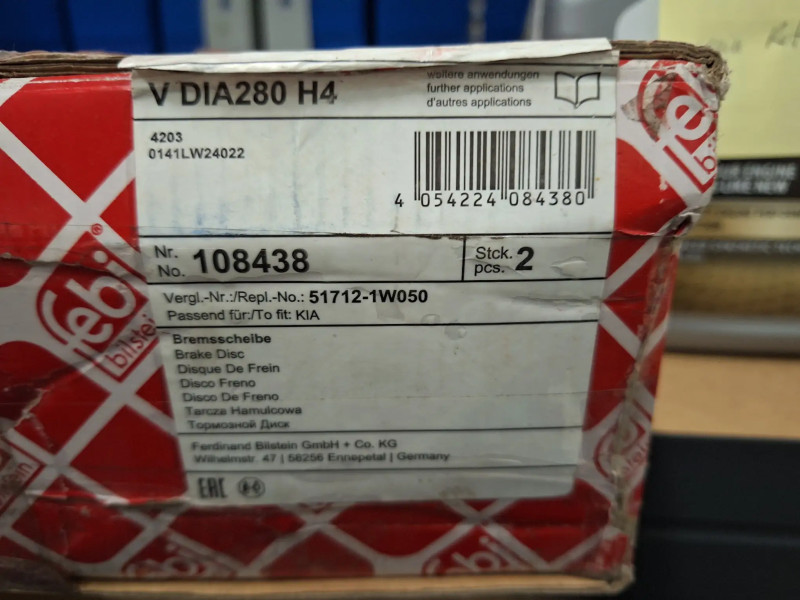 V DIA280 H4
weitere anwendungen
further applications
d'autres applications
4203
0141LW24022
4 054224 084380
Nr.
No. 108438
Stck.
pcs. 2
Vergl.-Nr.:/Repl.-No.: 51712-1W050
Passend für:/To fit: KIA
Bremsscheibe
Brake Disc
Disque De Frein
Disco Freno
Disco De Freno
Tarcza Hamulcowa
Тормозной Диск
Ferdinand Bilstein GmbH + Co. KG
Wilhelmstr. 47 | 58256 Ennepetal | Germany
EAC
febi
bilstein
febi